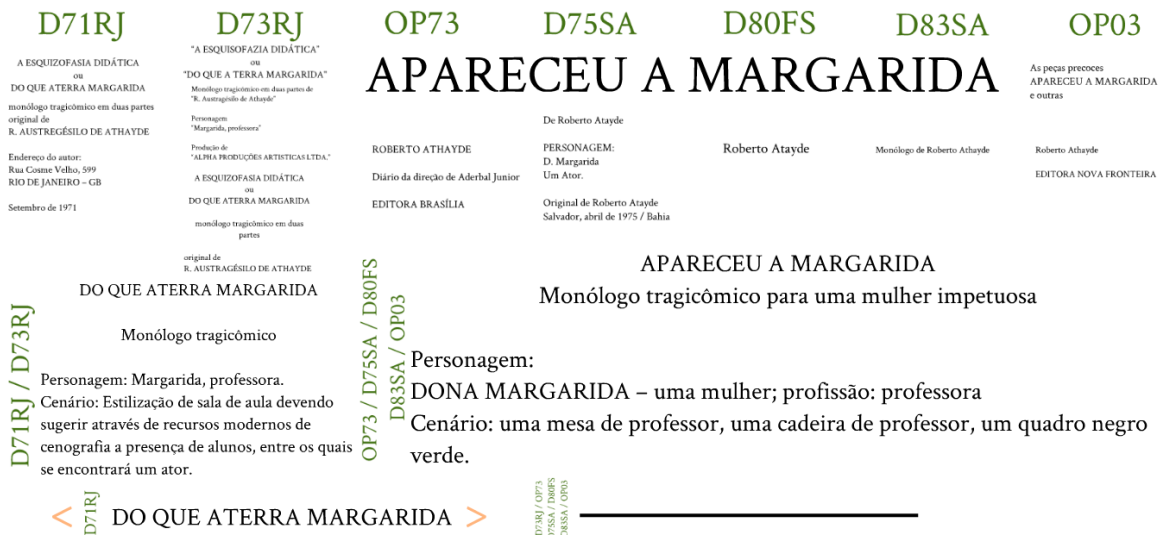 D71RJ
A ESQUIZOFASIA DIDÁTICA
ou
DO QUE ATERRA MARGARIDA
monólogo tragicômico em duas partes
original de
R. AUSTREGÉSILO DE ATHAYDE
Endereço do autor:
Rua Cosme Velho, 599
RIO DE JANEIRO – GB
Setembro de 1971
D73RJ
"A ESQUISOFAZIA DIDÁTICA"
ou
"DO QUE A TERRA MARGARIDA"
Monólogo tragicômico em duas partes de
"R. Austragésilo de Athayde"
Personagem
"Margarida, professora"
Produção de
"ALPHA PRODUÇÕES ARTISTICAS LTDA."
A ESQUIZOFASIA DIDÁTICA
ou
DO QUE ATERRA MARGARIDA
monólogo tragicômico em duas
partes
original de
R. AUSTRAGÉSILO DE ATHAYDE
OP73
D75SA
D80FS
D83SA
OP03
APARECEU A MARGARIDA
ROBERTO ATHAYDE
Diário da direção de Aderbal Junior
EDITORA BRASÍLIA
De Roberto Atayde
PERSONAGEM:
D. Margarida
Um Ator.
Original de Roberto Atayde
Salvador, abril de 1975 / Bahia
Roberto Atayde
Monólogo de Roberto Athayde
As peças precoces
APARECEU A MARGARIDA
e outras
Roberto Athayde
EDITORA NOVA FRONTEIRA
D71RJ / D73RJ
DO QUE ATERRA MARGARIDA
Monólogo tragicômico
Personagem: Margarida, professora.
Cenário: Estilização de sala de aula devendo
sugerir através de recursos modernos de
cenografia a presença de alunos, entre os quais
se encontrará um ator.
OP73 / D75SA / D80FS
D83SA / OP03
APARECEU A MARGARIDA
Monólogo tragicômico para uma mulher impetuosa
Personagem:
DONA MARGARIDA – uma mulher; profissão: professora
Cenário: uma mesa de professor, uma cadeira de professor, um quadro negro
verde.
D71RJ
< DO QUE ATERRA MARGARIDA >
D73RJ / OP73
D75SA / D80FS
D83SA / OP03